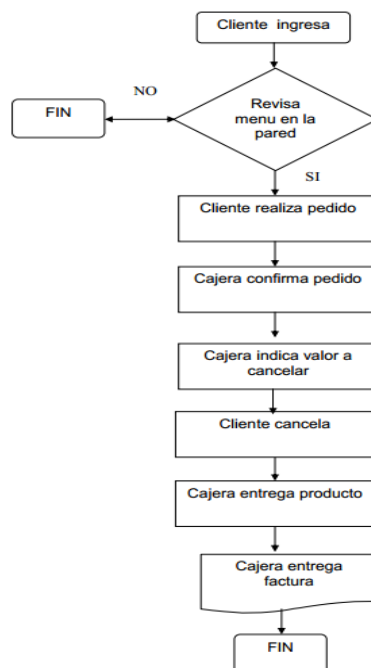 Cliente ingresa
NO
FIN
Revisa
menu en la
pared
SI
Cliente realiza pedido
Cajera confirma pedido
Cajera indica valor a
cancelar
Cliente cancela
Cajera entrega producto
Cajera entrega
factura
FIN